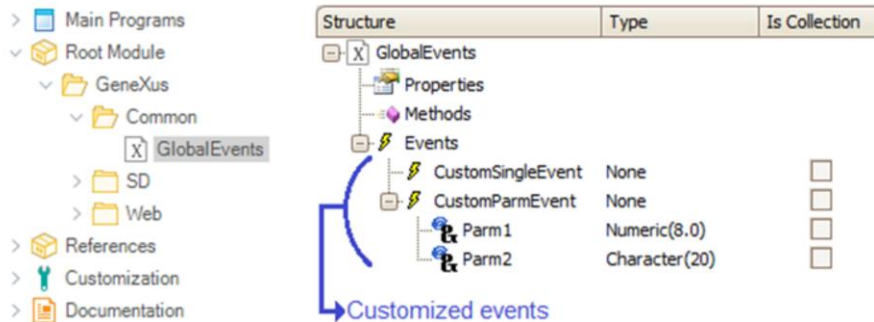 Main Programs
Root Module
GeneXus
Common
GlobalEvents
SD
Web
References
Customization
Documentation
Structure Type Is Collection
GlobalEvents
Properties
Methods
Events
CustomSingleEvent None
CustomParmEvent None
Parm1 Numeric(8.0)
Parm2 Character(20)
Customized events